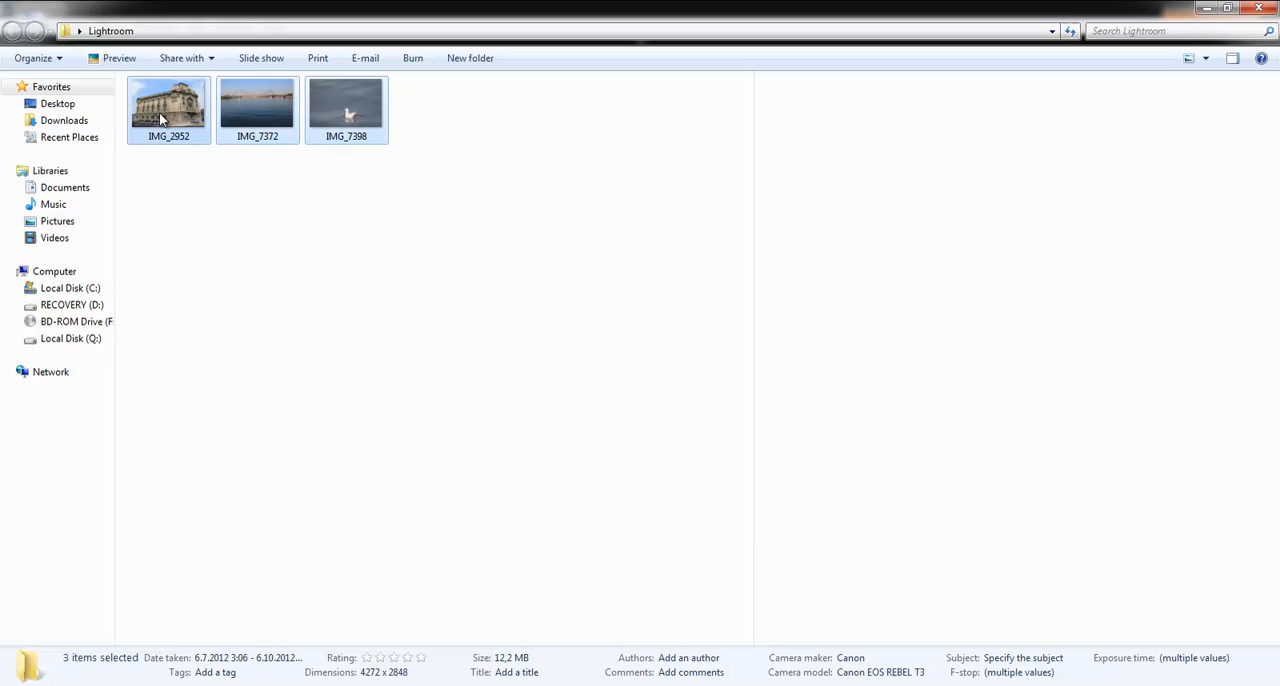 Lightroom
Search Lightroom
Organize Preview Share with Slide show Print E-mail Burn New folder
Favorites
Desktop
Downloads
Recent Places
Libraries
Documents
Music
Pictures
Videos
Computer
Local Disk (C:)
RECOVERY (D:)
BD-ROM Drive (F:
Local Disk (Q:)
Network
IMG_2952 IMG_7372 IMG_7398
3 items selected Date taken: 6.7.2012 3:06 - 6.10.2012... Rating: Size: 12,2 MB Authors: Add an author Camera maker: Canon Subject: Specify the subject Exposure time: (multiple values)
Tags: Add a tag Dimensions: 4272 x 2848 Title: Add a title Comments: Add comments Camera model: Canon EOS REBEL T3 F-stop: (multiple values)